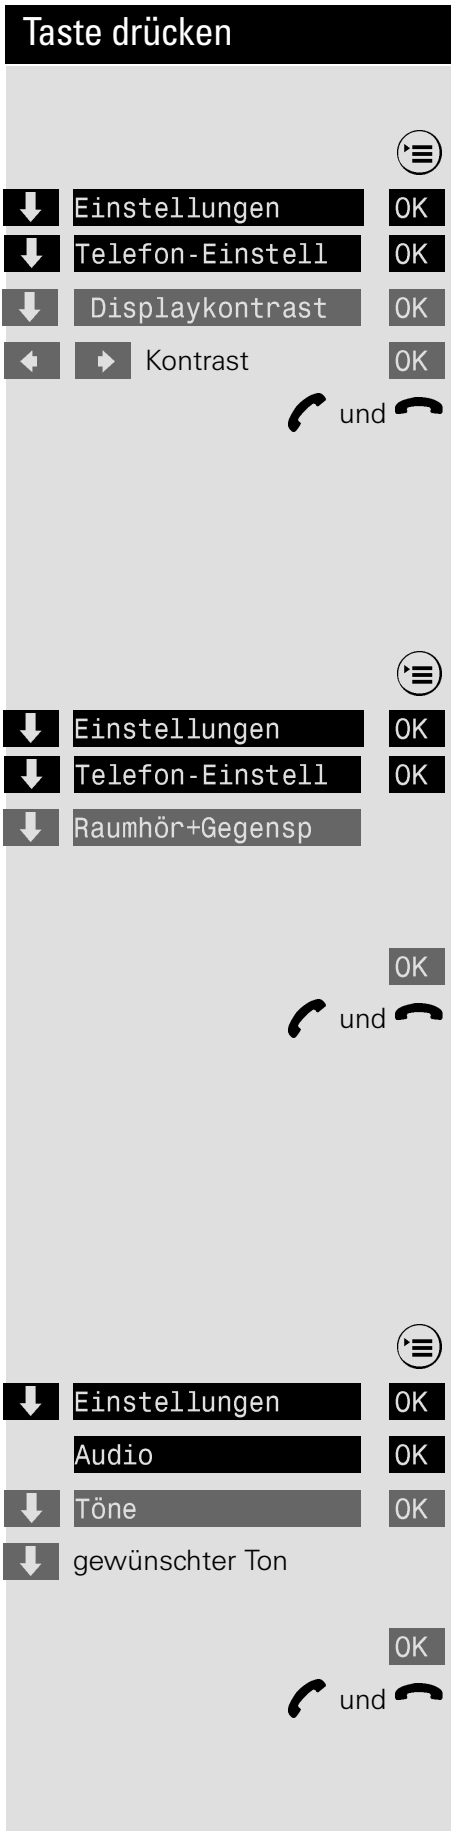 Taste drücken
Einstellungen OK
Telefon-Einstell OK
Displaykontrast OK
Kontrast OK
und
Einstellungen OK
Telefon-Einstell OK
Raumhör+Gegensp
OK
und
Einstellungen OK
Audio OK
Töne OK
gewünschter Ton
OK
und